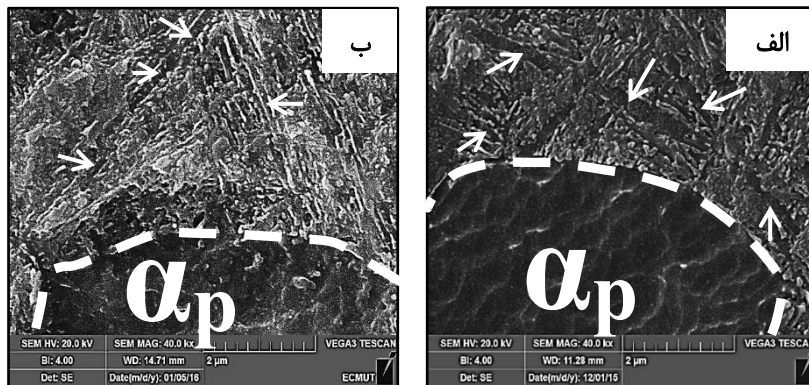 الف
αp
SEM HV: 20.0 kV SEM MAG: 40.0 kx VEGA3 TESCAN
BI: 4.00 WD: 11.28 mm 2 µm
Det: SE Date(m/d/y): 12/01/15
ب
αp
SEM HV: 20.0 kV SEM MAG: 40.0 kx VEGA3 TESCAN
BI: 4.00 WD: 14.71 mm 2 µm
Det: SE Date(m/d/y): 01/05/16 ECMUT